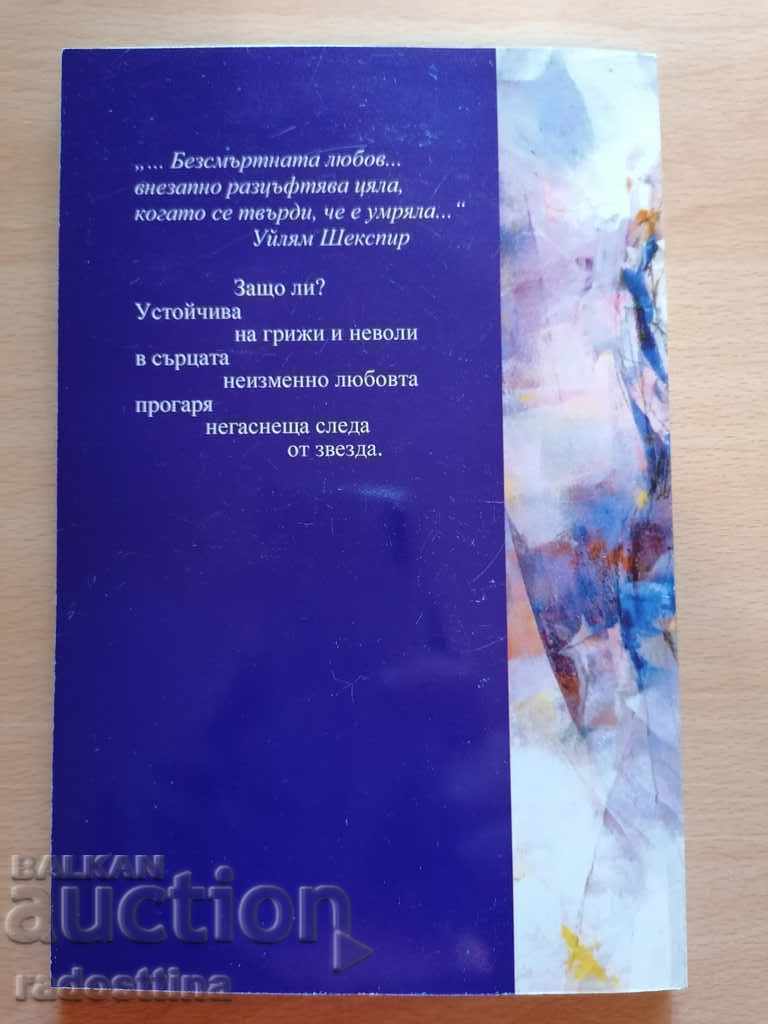 „... Безсмъртната любов...
внезапно разцъфтява цяла,
когато се твърди, че е умряла...“
Уйлям Шекспир
Защо ли?
Устойчива
на грижи и неволи
в сърцата
неизменно любовта
прогаря
негаснеща следа
от звезда.
BALKAN
auction
radosttina